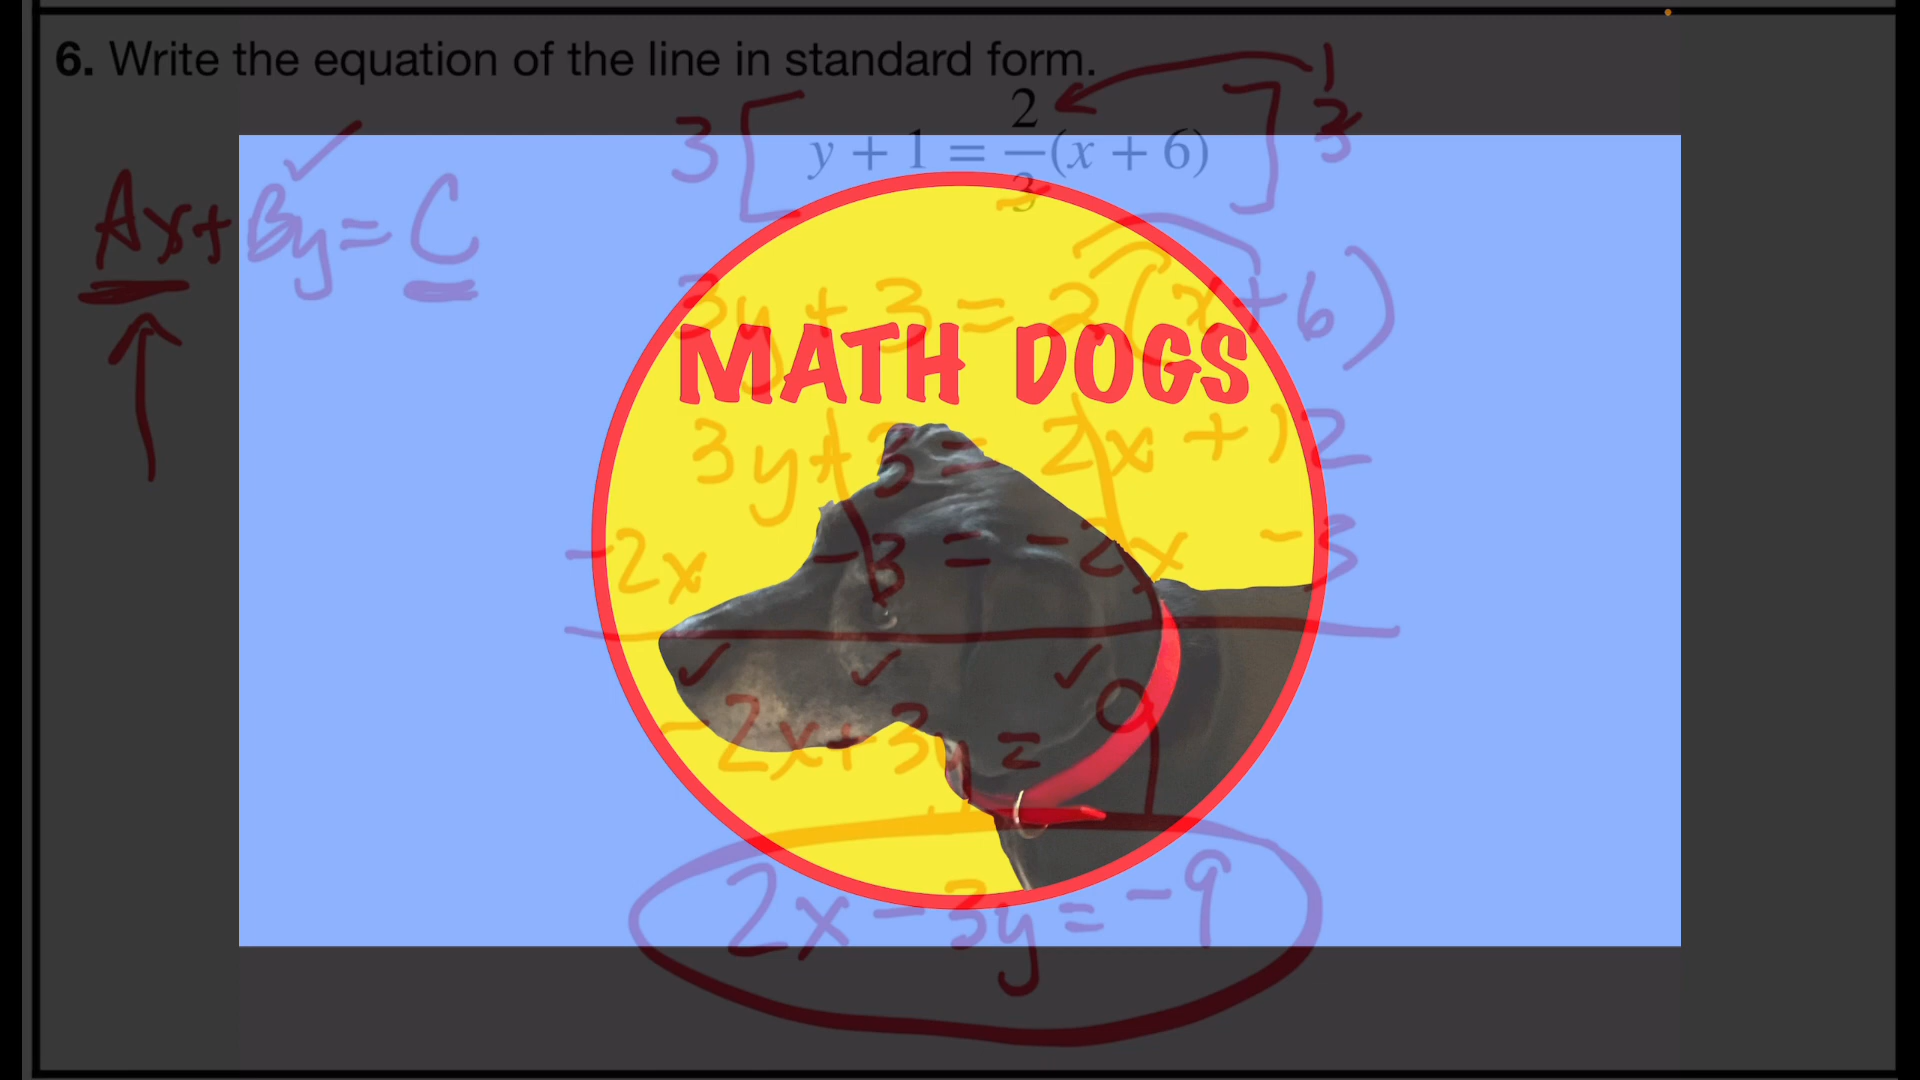 6. Write the equation of the line in standard form.
3 [ y + 1 = 2/3 (x + 6) ] 1/3
Ax + By = C
3y + 3 = 2(x + 6)
MATH DOGS
3y + 3 = 2x + 12
-2x -3 = -2x -3
-2x + 3y = 9
2x - 3y = -9